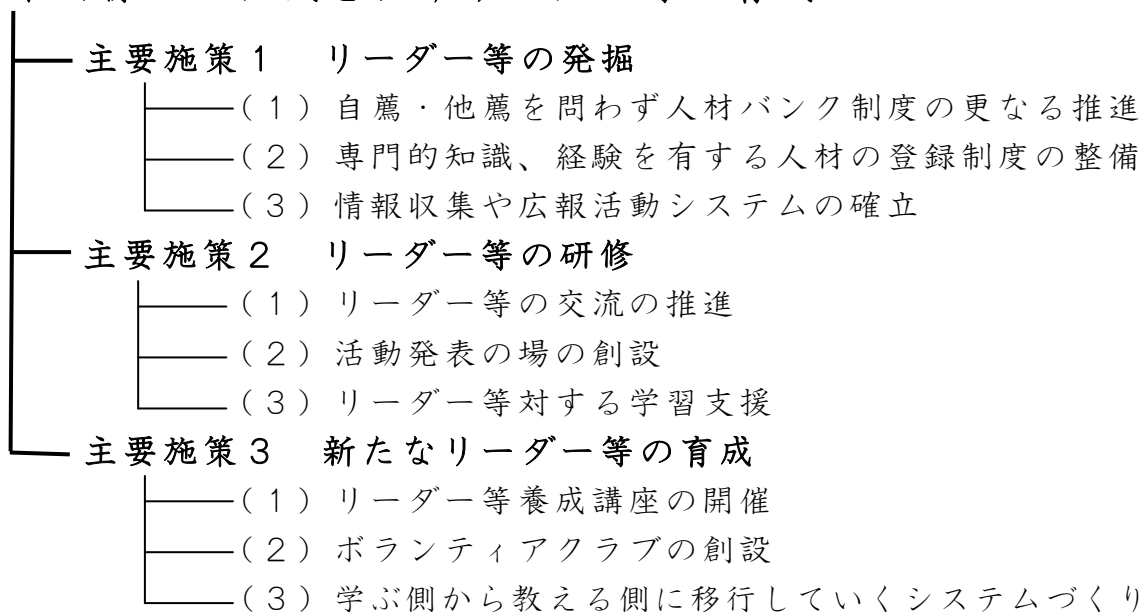 主要施策1 リーダー等の発掘
(1)自薦・他薦を問わず人材バンク制度の更なる推進
(2)専門的知識、経験を有する人材の登録制度の整備
(3)情報収集や広報活動システムの確立
主要施策2 リーダー等の研修
(1)リーダー等の交流の推進
(2)活動発表の場の創設
(3)リーダー等対する学習支援
主要施策3 新たなリーダー等の育成
(1)リーダー等養成講座の開催
(2)ボランティアクラブの創設
(3)学ぶ側から教える側に移行していくシステムづくり